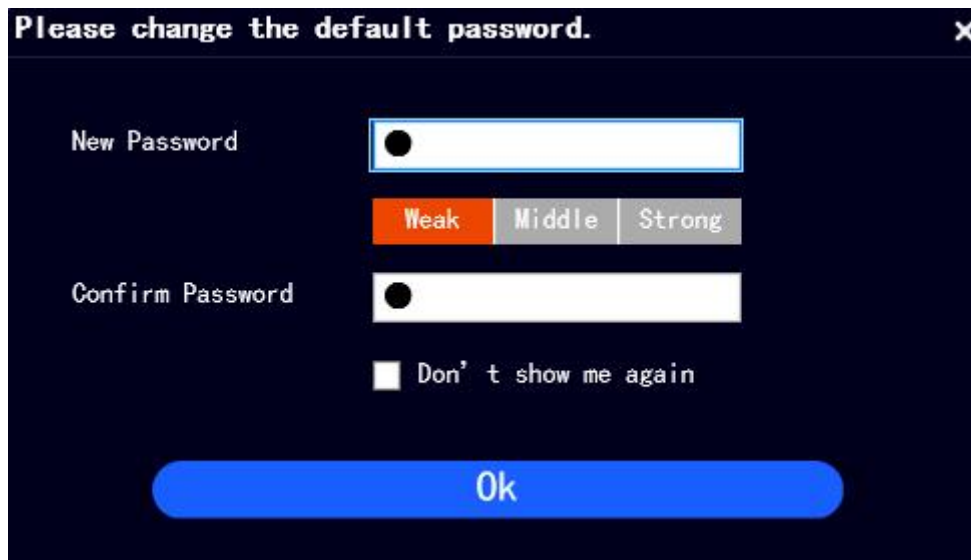 Please change the default password.
New Password
Weak Middle Strong
Confirm Password
Don't show me again
Ok